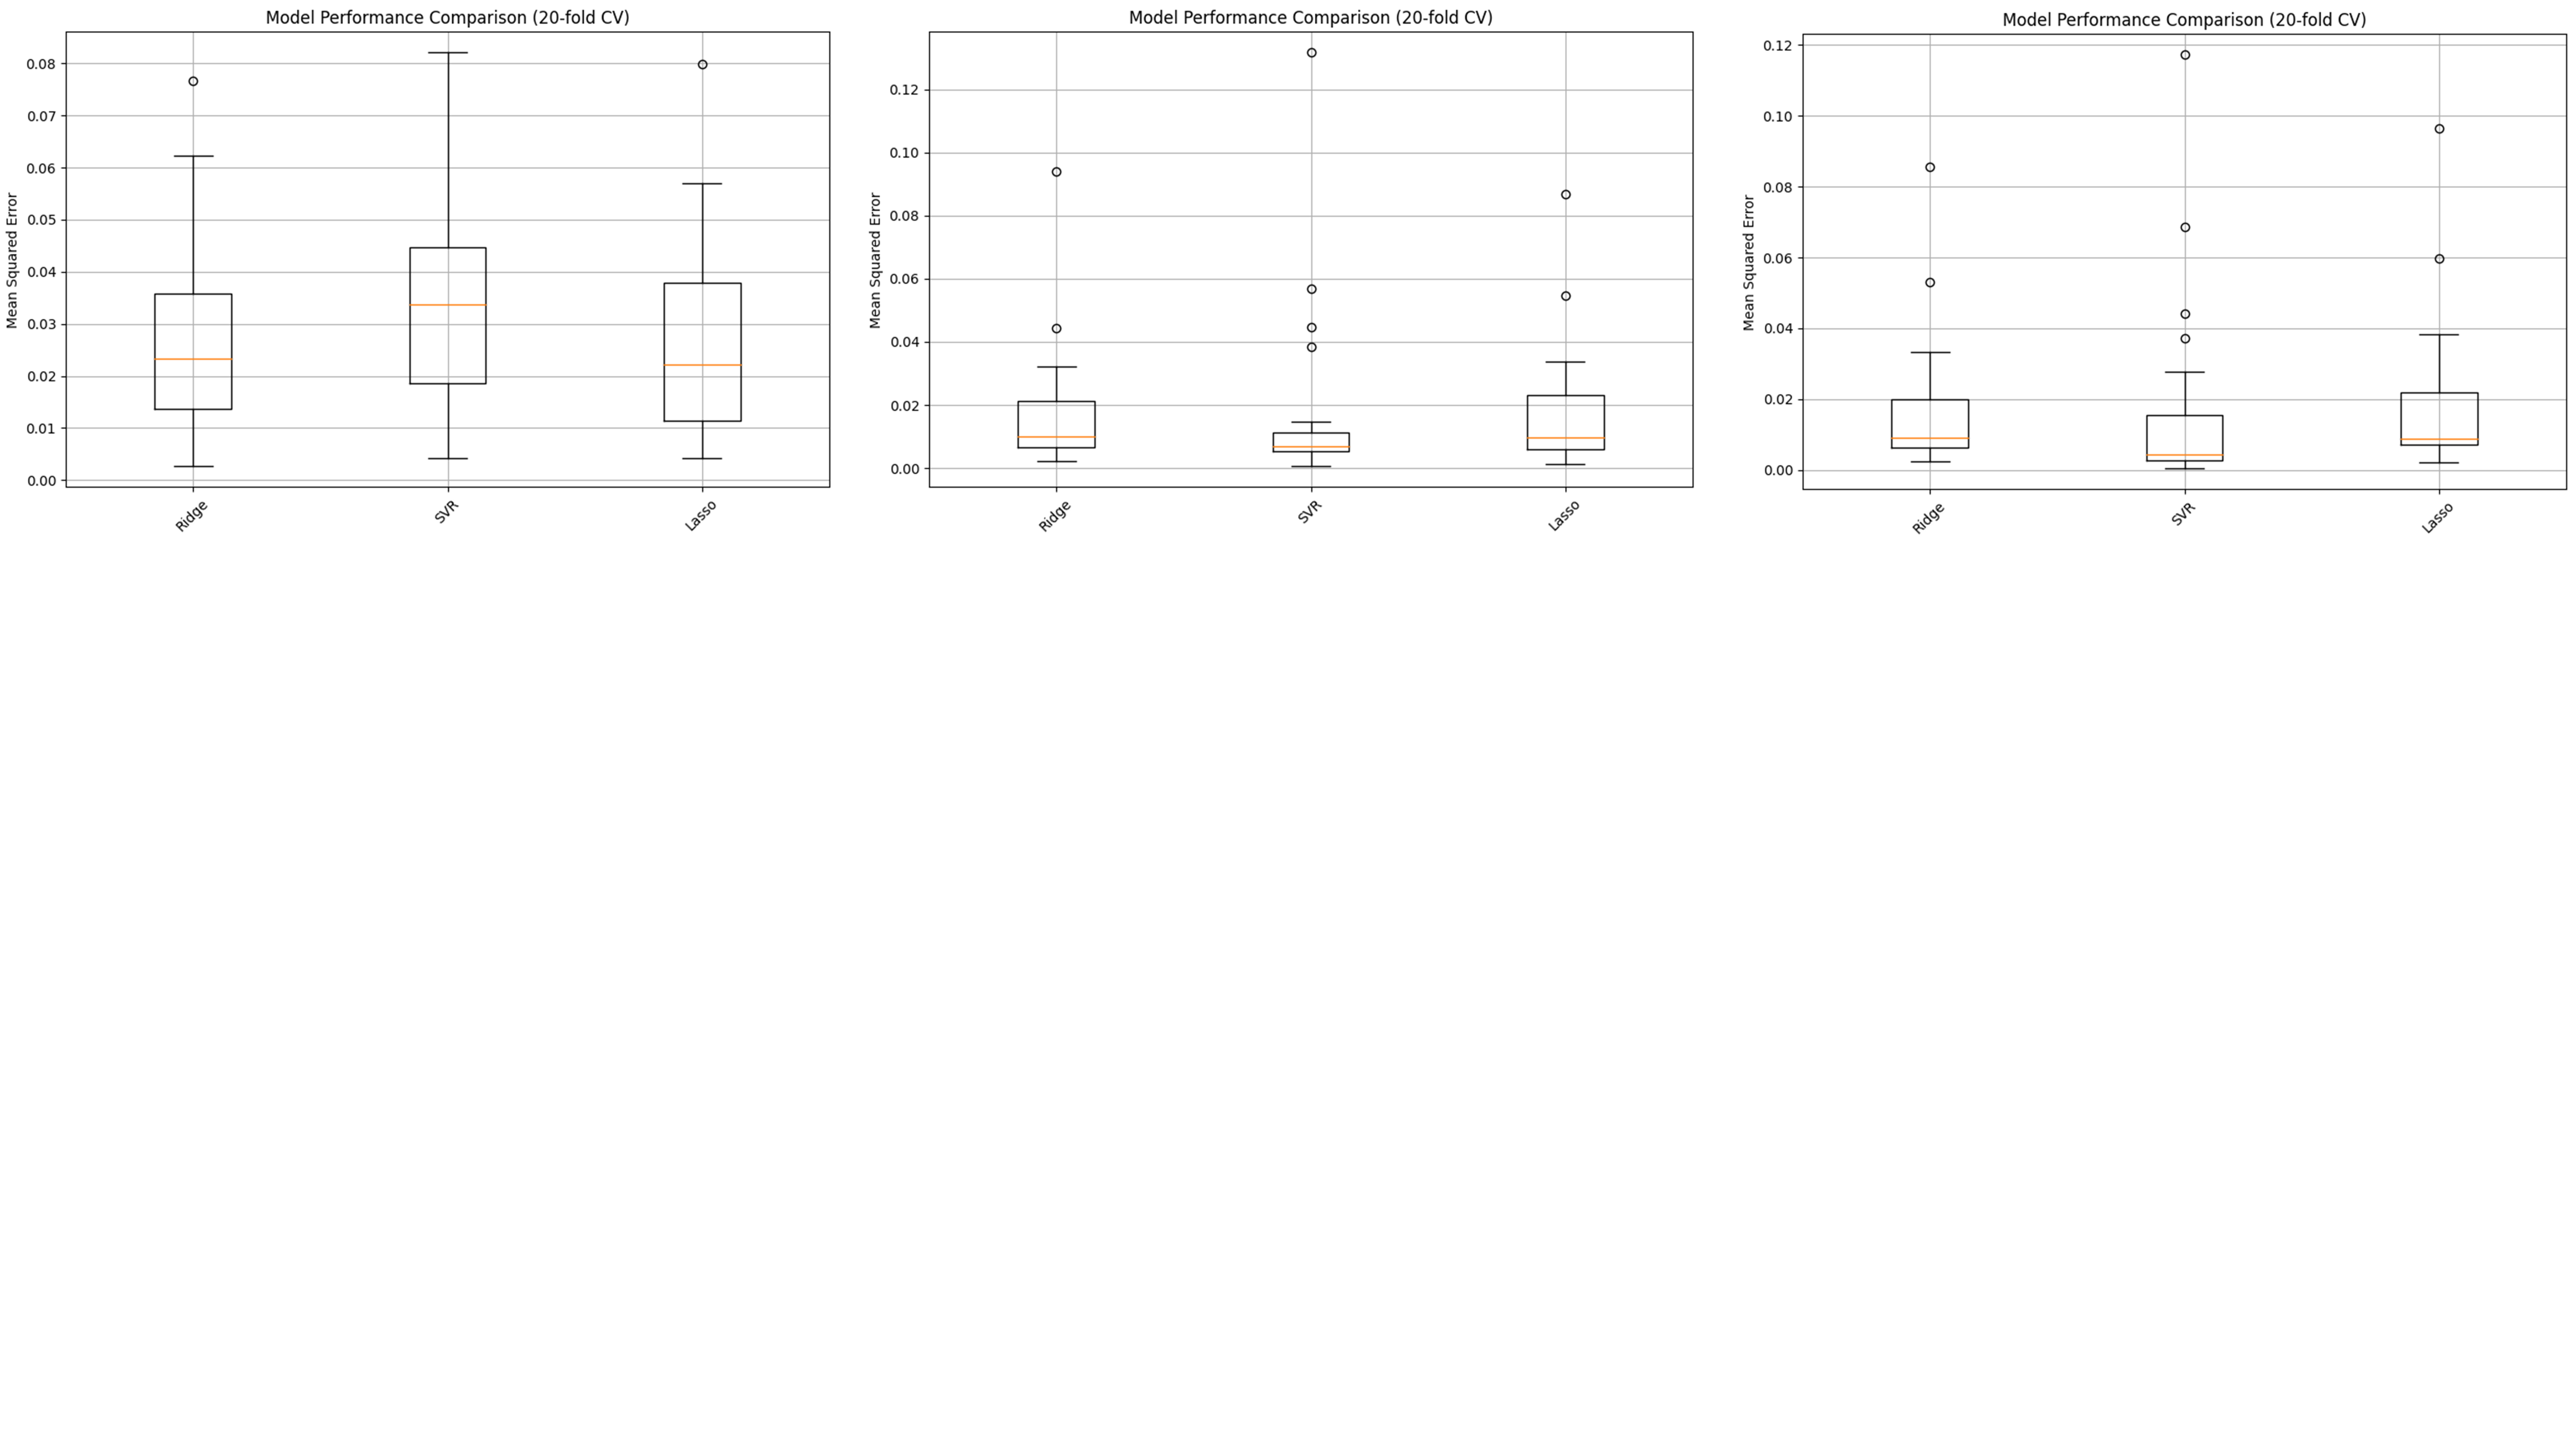 Model Performance Comparison (20-fold CV)
Mean Squared Error
0.08
0.07
0.06
0.05
0.04
0.03
0.02
0.01
0.00
Ridge
SVR
Lasso
Model Performance Comparison (20-fold CV)
Mean Squared Error
0.12
0.10
0.08
0.06
0.04
0.02
0.00
Ridge
SVR
Lasso
Model Performance Comparison (20-fold CV)
Mean Squared Error
0.12
0.10
0.08
0.06
0.04
0.02
0.00
Ridge
SVR
Lasso